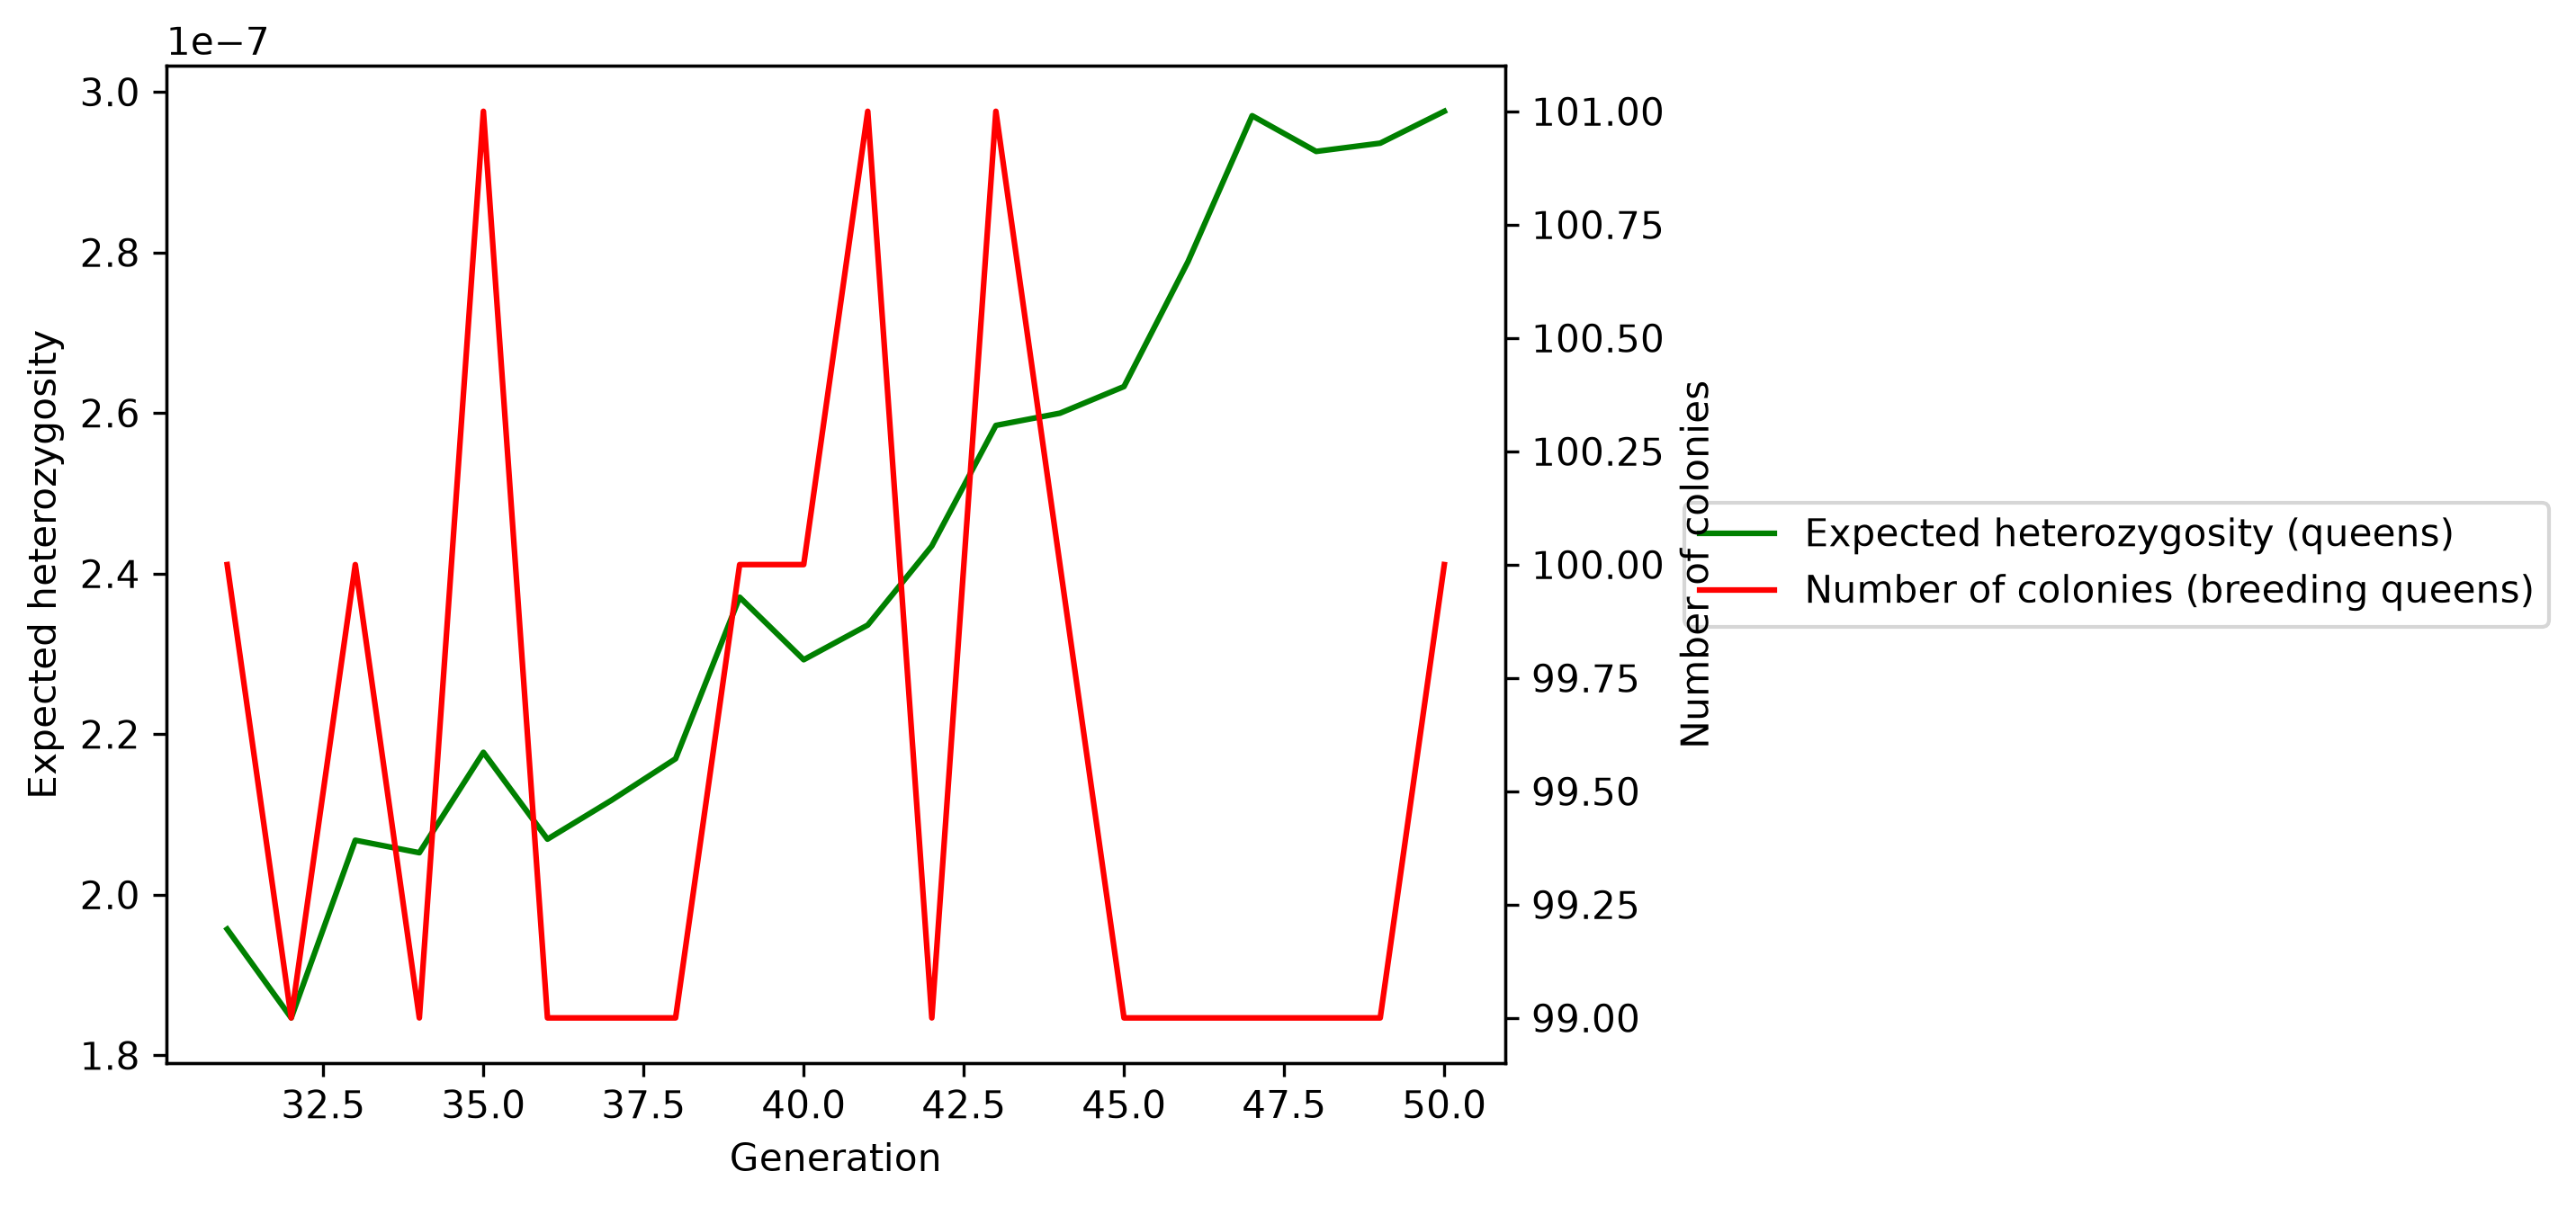 1e−7
3.0
2.8
2.6
2.4
2.2
2.0
1.8
Expected heterozygosity
32.5 35.0 37.5 40.0 42.5 45.0 47.5 50.0
Generation
101.00
100.75
100.50
100.25
100.00
99.75
99.50
99.25
99.00
Number of colonies
Expected heterozygosity (queens)
Number of colonies (breeding queens)